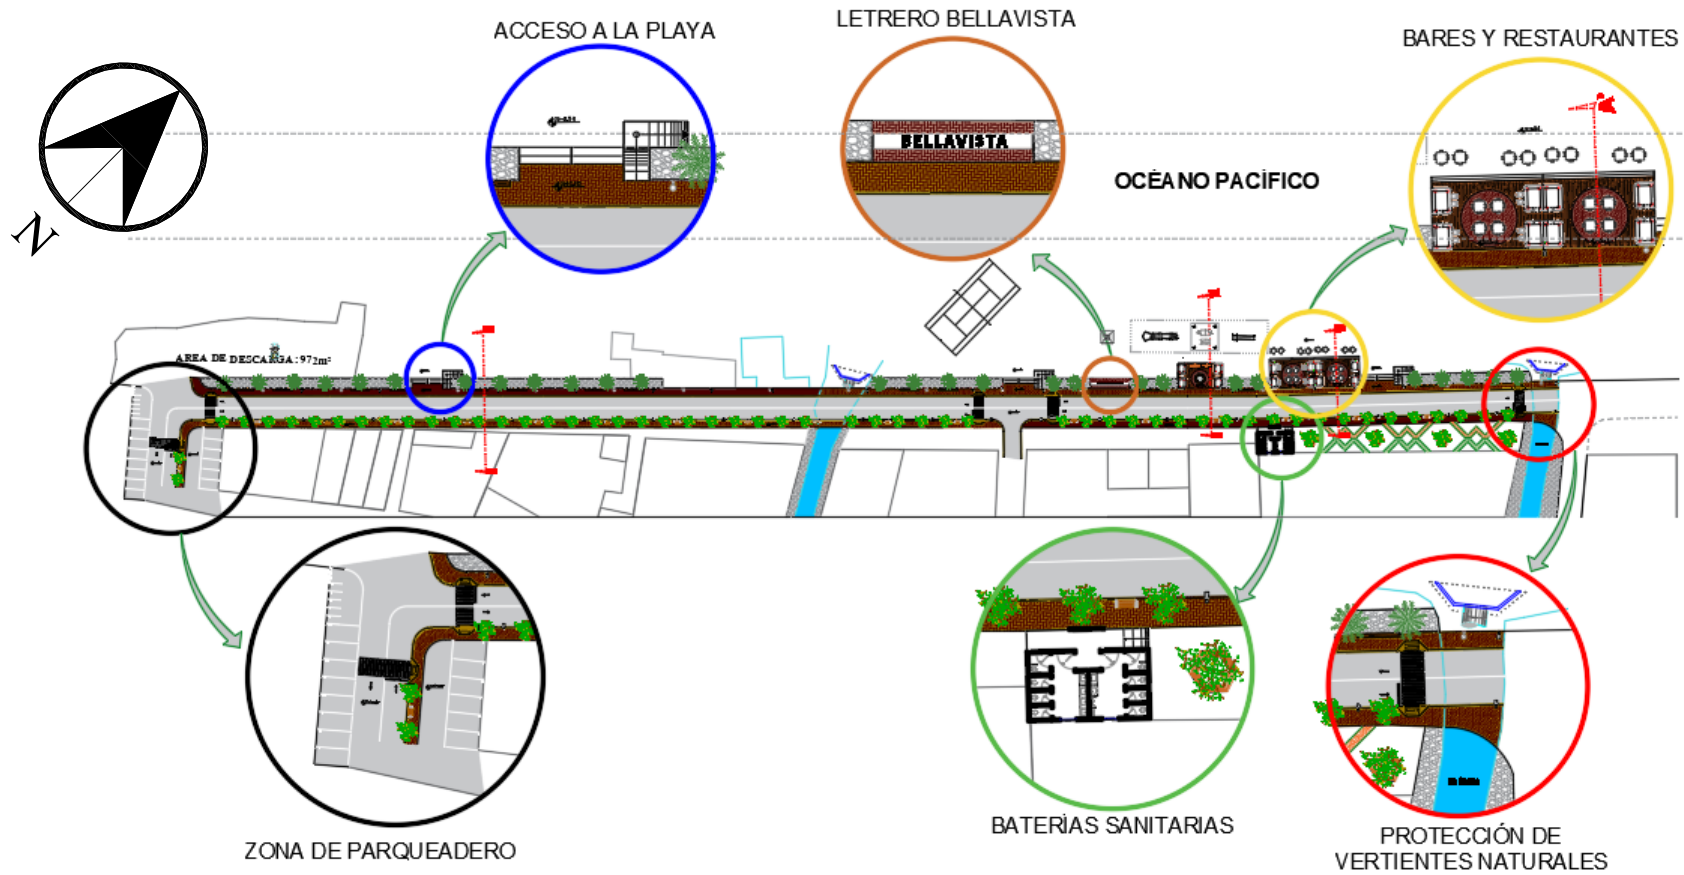 LETRERO BELLAVISTA
ACCESO A LA PLAYA
BARES Y RESTAURANTES
BELLAVISTA
OCÉANO PACÍFICO
N
AREA DE DESCARGA: 972m²
BATERÍAS SANITARIAS
PROTECCIÓN DE
VERTIENTES NATURALES
ZONA DE PARQUEADERO